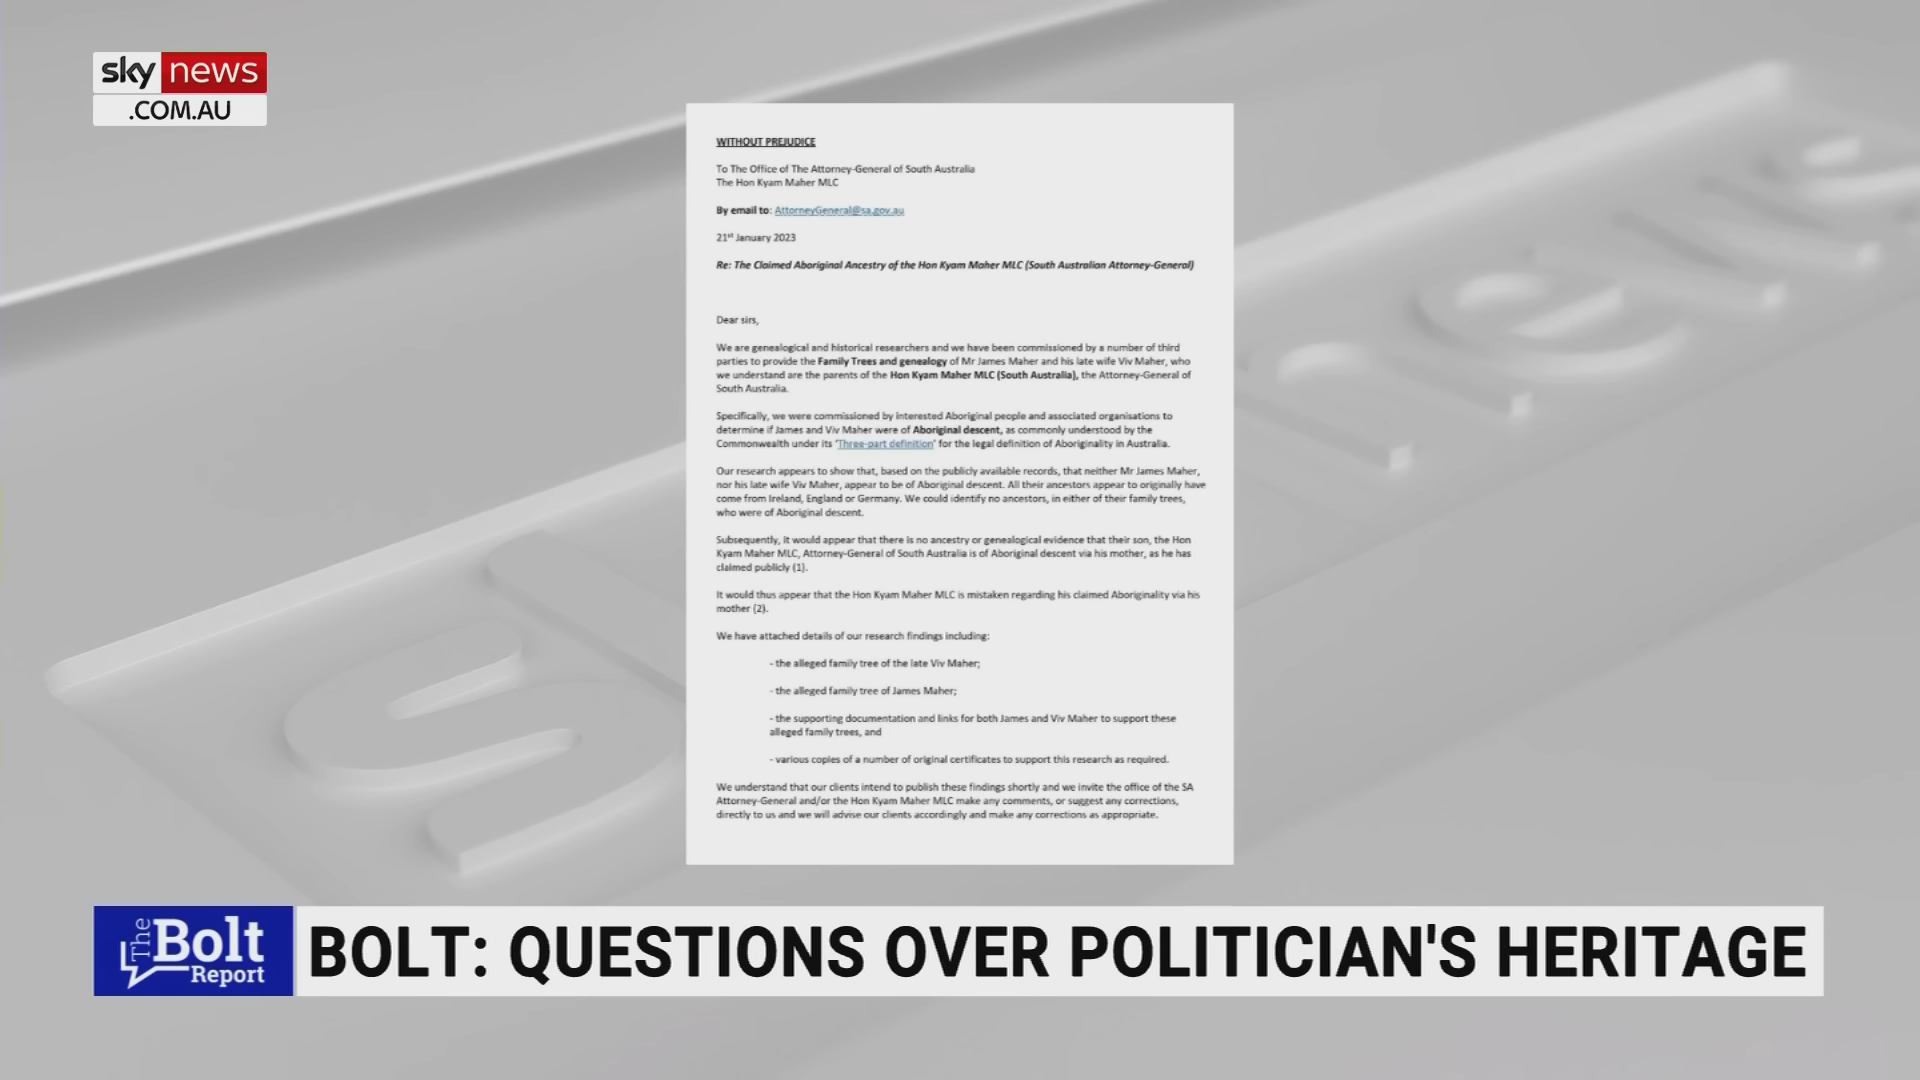 sky news
.COM.AU
WITHOUT PREJUDICE
To The Office of The Attorney-General of South Australia
The Hon Kyam Maher MLC
By email to: AttorneyGeneral@sa.gov.au
21st January 2023
Re: The Claimed Aboriginal Ancestry of the Hon Kyam Maher MLC (South Australian Attorney-General)
Dear sirs,
We are genealogical and historical researchers and we have been commissioned by a number of third
parties to provide the Family Trees and genealogy of Mr James Maher and his late wife Viv Maher, who
we understand are the parents of the Hon Kyam Maher MLC (South Australia), the Attorney-General of
South Australia.
Specifically, we were commissioned by interested Aboriginal people and associated organisations to
determine if James and Viv Maher were of Aboriginal descent, as commonly understood by the
Commonwealth under its 'Three-part definition' for the legal definition of Aboriginality in Australia.
Our research appears to show that, based on the publicly available records, that neither Mr James Maher,
nor his late wife Viv Maher, appear to be of Aboriginal descent. All their ancestors appear to originally have
come from Ireland, England or Germany. We could identify no ancestors, in either of their family trees,
who were of Aboriginal descent.
Subsequently, it would appear that there is no ancestry or genealogical evidence that their son, the Hon
Kyam Maher MLC, Attorney-General of South Australia is of Aboriginal descent via his mother, as he has
claimed publicly (1).
It would thus appear that the Hon Kyam Maher MLC is mistaken regarding his claimed Aboriginality via his
mother (2).
We have attached details of our research findings including:
- the alleged family tree of the late Viv Maher;
- the alleged family tree of James Maher;
- the supporting documentation and links for both James and Viv Maher to support these
alleged family trees, and
- various copies of a number of original certificates to support this research as required.
We understand that our clients intend to publish these findings shortly and we invite the office of the SA
Attorney-General and/or the Hon Kyam Maher MLC make any comments, or suggest any corrections,
directly to us and we will advise our clients accordingly and make any corrections as appropriate.
The Bolt Report
BOLT: QUESTIONS OVER POLITICIAN'S HERITAGE